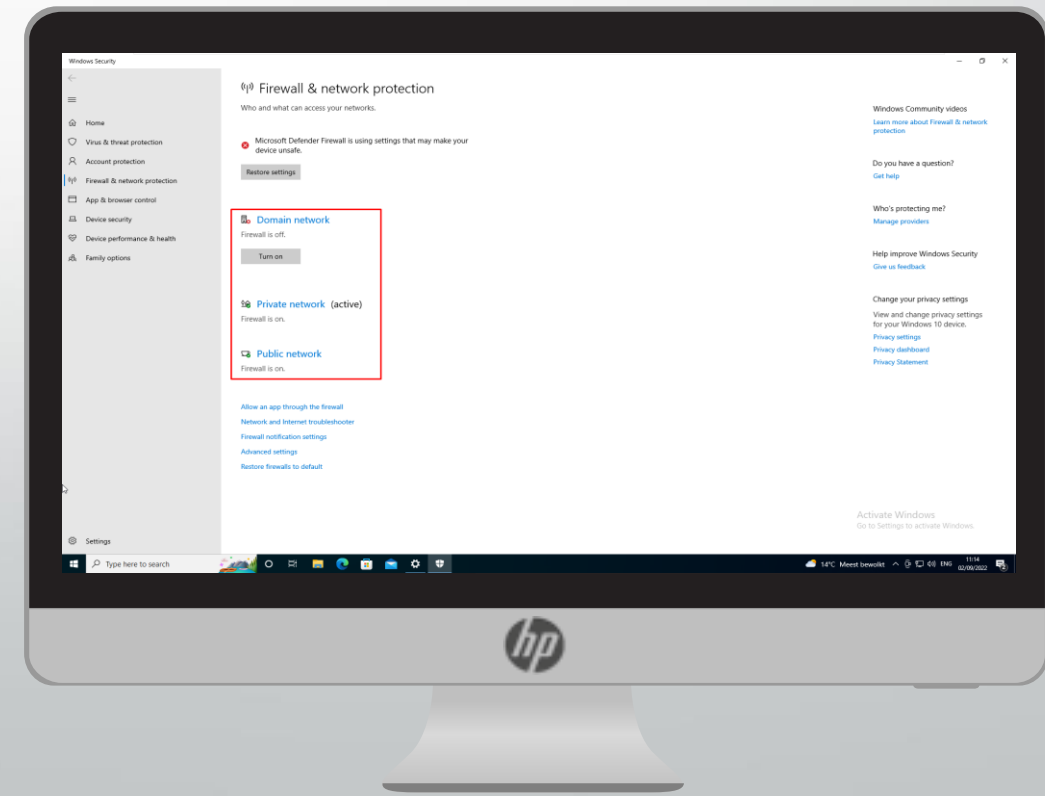 Windows Security
Home
Virus & threat protection
Account protection
Firewall & network protection
App & browser control
Device security
Device performance & health
Family options
Settings
Firewall & network protection
Who and what can access your networks.
Microsoft Defender Firewall is using settings that may make your
device unsafe.
Restore settings
Domain network
Firewall is off.
Turn on
Private network (active)
Firewall is on.
Public network
Firewall is on.
Allow an app through the firewall
Network and Internet troubleshooter
Firewall notification settings
Advanced settings
Restore firewalls to default
Windows Community videos
Learn more about Firewall & network
protection
Do you have a question?
Get help
Who's protecting me?
Manage providers
Help improve Windows Security
Give us feedback
Change your privacy settings
View and change privacy settings
for your Windows 10 device.
Privacy settings
Privacy dashboard
Privacy Statement
Activate Windows
Go to Settings to activate Windows.
Type here to search
14°C Meest bewolkt
ENG
11:14
02/09/2022
hp